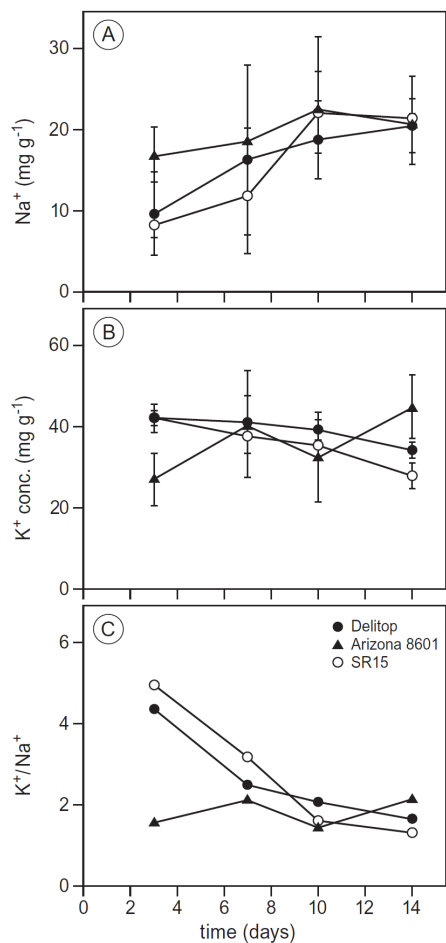 A
30
20
10
0
Na⁺ (mg g⁻¹)
B
60
40
20
0
K⁺ conc. (mg g⁻¹)
C
Delitop
Arizona 8601
SR15
6
4
2
0
K⁺/Na⁺
0 2 4 6 8 10 12 14
time (days)